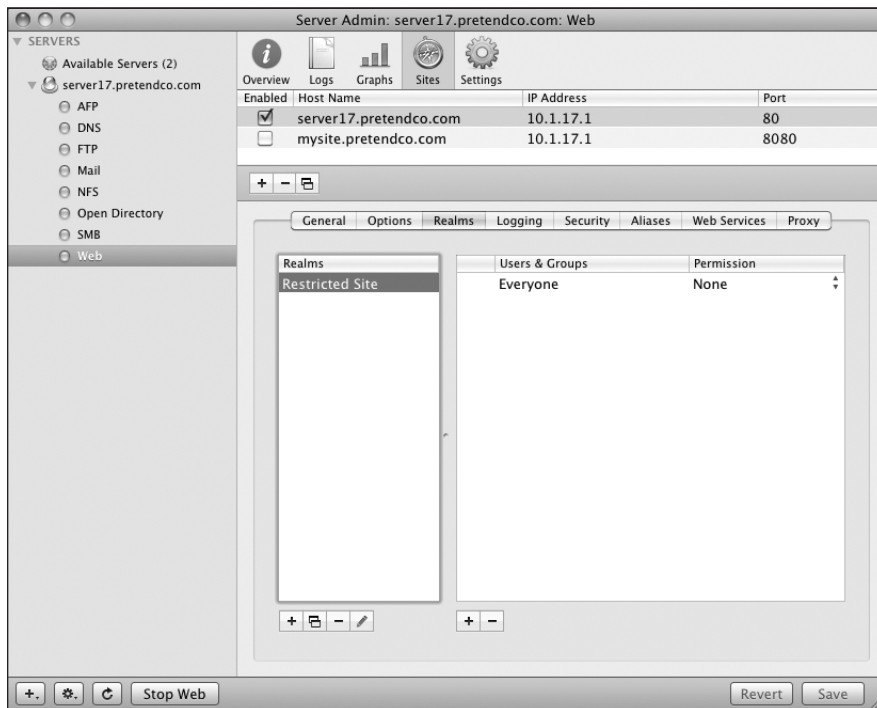 Server Admin: server17.pretendco.com: Web
SERVERS
Available Servers (2)
server17.pretendco.com
AFP
DNS
FTP
Mail
NFS
Open Directory
SMB
Web
Overview Logs Graphs Sites Settings
Enabled Host Name IP Address Port
server17.pretendco.com 10.1.17.1 80
mysite.pretendco.com 10.1.17.1 8080
General Options Realms Logging Security Aliases Web Services Proxy
Realms
Restricted Site
Users & Groups Permission
Everyone None
Stop Web Revert Save